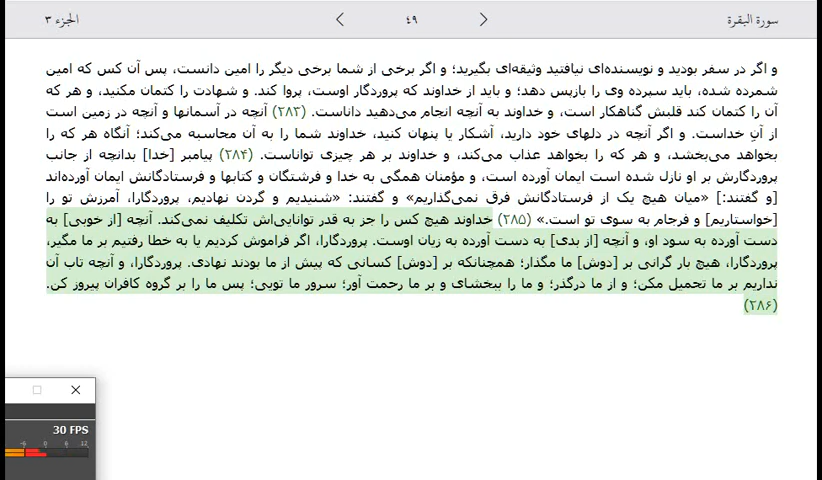 سورة البقرة
٤٩
الجزء ٣
و اگر در سفر بودید و نویسنده‌ای نیافتید وثیقه‌ای بگیرید؛ و اگر برخی از شما برخی دیگر را امین دانست، پس آن کس که امین
شمرده شده، باید سپرده وی را بازپس دهد؛ و باید از خداوند که پروردگار اوست، پروا کند. و شهادت را کتمان مکنید، و هر که
آن را کتمان کند قلبش گناهکار است، و خداوند به آنچه انجام می‌دهید داناست. (۲۸۳) آنچه در آسمانها و آنچه در زمین است
از آنِ خداست. و اگر آنچه در دلهای خود دارید، آشکار یا پنهان کنید، خداوند شما را به آن محاسبه می‌کند؛ آنگاه هر که را
بخواهد می‌بخشد، و هر که را بخواهد عذاب می‌کند، و خداوند بر هر چیزی تواناست. (۲۸۴) پیامبر [خدا] بدانچه از جانب
پروردگارش بر او نازل شده است ایمان آورده است، و مؤمنان همگی به خدا و فرشتگان و کتابها و فرستادگانش ایمان آورده‌اند
[و گفتند:] «میان هیچ یک از فرستادگانش فرق نمی‌گذاریم» و گفتند: «شنیدیم و گردن نهادیم، پروردگارا، آمرزش تو را
[خواستاریم] و فرجام به سوی تو است.» (۲۸۵) خداوند هیچ کس را جز به قدر توانایی‌اش تکلیف نمی‌کند. آنچه [از خوبی] به
دست آورده به سود او، و آنچه [از بدی] به دست آورده به زیان اوست. پروردگارا، اگر فراموش کردیم یا به خطا رفتیم بر ما مگیر،
پروردگارا، هیچ بار گرانی بر [دوش] ما مگذار؛ همچنانکه بر [دوش] کسانی که پیش از ما بودند نهادی. پروردگارا، و آنچه تاب آن
نداریم بر ما تحمیل مکن؛ و از ما درگذر؛ و ما را ببخشای و بر ما رحمت آور؛ سرور ما تویی؛ پس ما را بر گروه کافران پیروز کن.
(۲۸۶)
30 FPS
-6 0 6 12